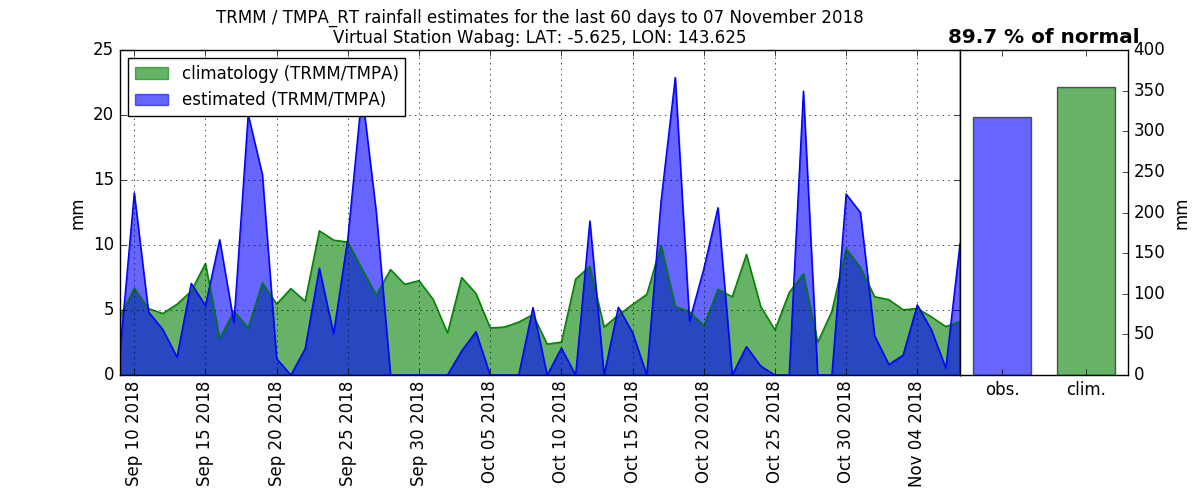 TRMM / TMPA_RT rainfall estimates for the last 60 days to 07 November 2018
Virtual Station Wabag: LAT: -5.625, LON: 143.625
89.7 % of normal
climatology (TRMM/TMPA)
estimated (TRMM/TMPA)
25
20
15
10
5
0
mm
400
350
300
250
200
150
100
50
0
mm
obs.
clim.
Sep 10 2018
Sep 15 2018
Sep 20 2018
Sep 25 2018
Sep 30 2018
Oct 05 2018
Oct 10 2018
Oct 15 2018
Oct 20 2018
Oct 25 2018
Oct 30 2018
Nov 04 2018